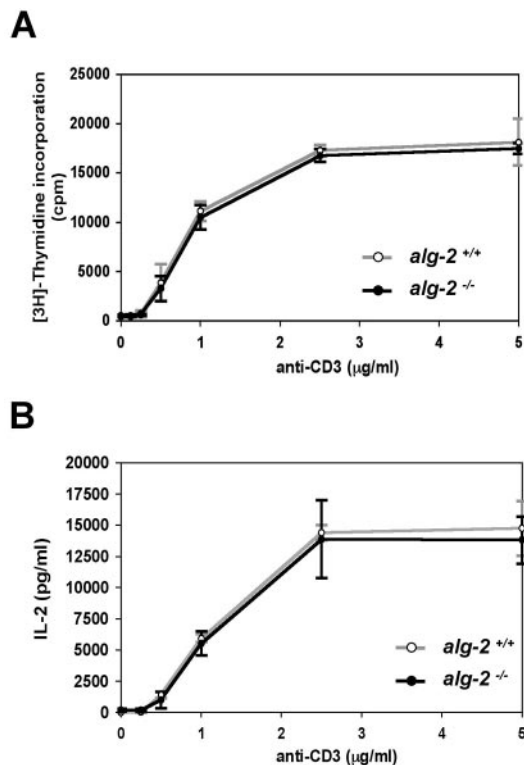 A
[3H]-Thymidine incorporation
(cpm)
25000
20000
15000
10000
5000
0
alg-2 +/+
alg-2 -/-
0 1 2 3 4 5
anti-CD3 (μg/ml)
B
IL-2 (pg/ml)
20000
17500
15000
12500
10000
7500
5000
2500
0
alg-2 +/+
alg-2 -/-
0 1 2 3 4 5
anti-CD3 (μg/ml)